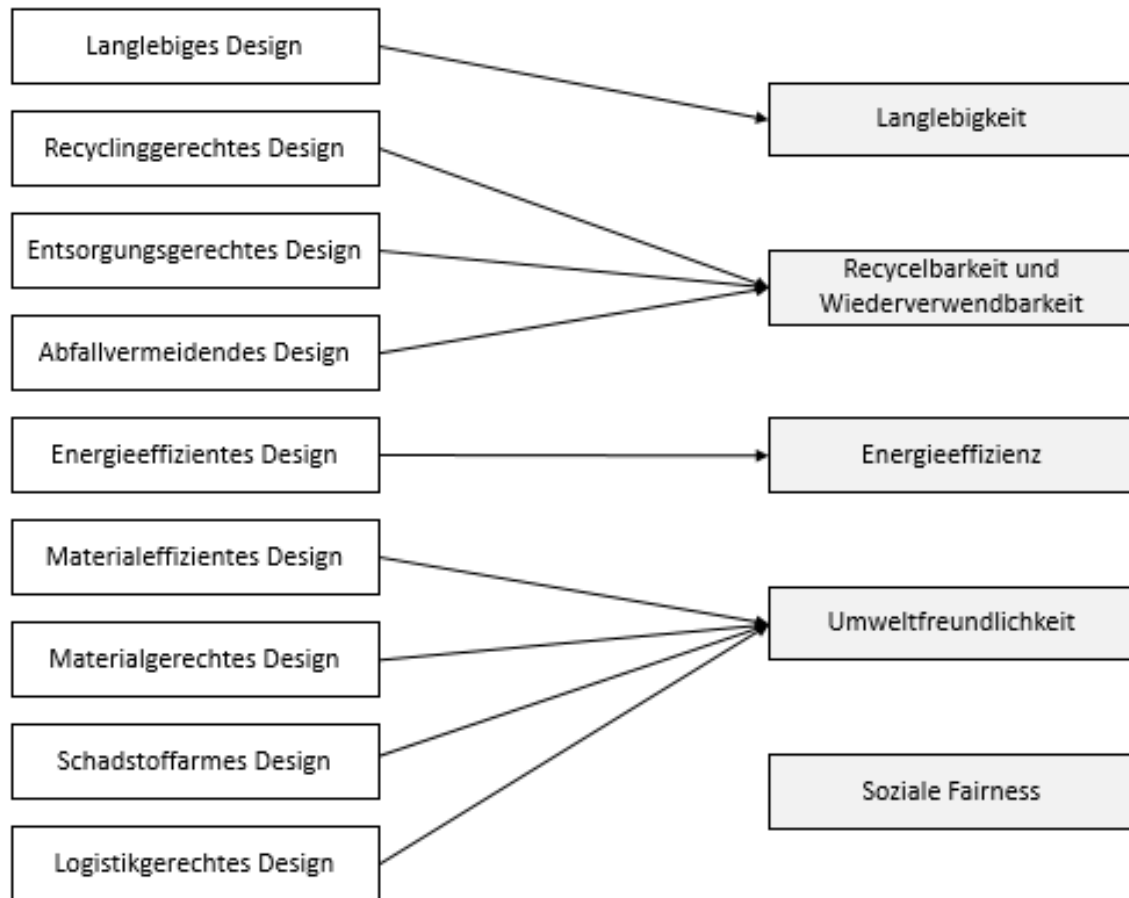 Langlebiges Design
Recyclinggerechtes Design
Entsorgungsgerechtes Design
Abfallvermeidendes Design
Energieeffizientes Design
Materialeffizientes Design
Materialgerechtes Design
Schadstoffarmes Design
Logistikgerechtes Design
Langlebigkeit
Recycelbarkeit und
Wiederverwendbarkeit
Energieeffizienz
Umweltfreundlichkeit
Soziale Fairness